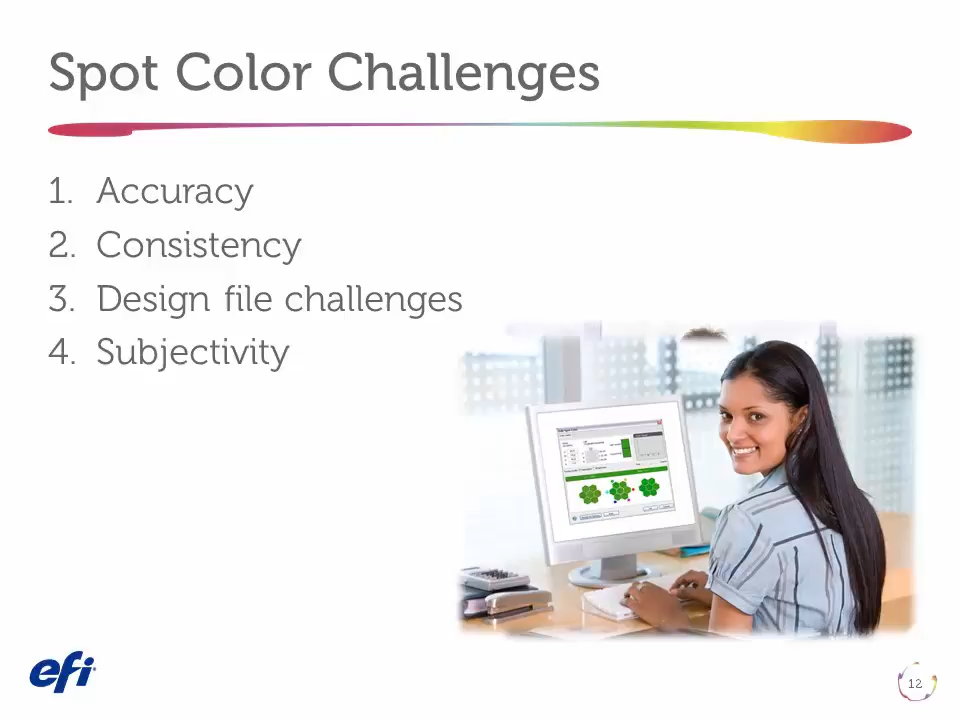 Spot Color Challenges
1. Accuracy
2. Consistency
3. Design file challenges
4. Subjectivity
efi
12